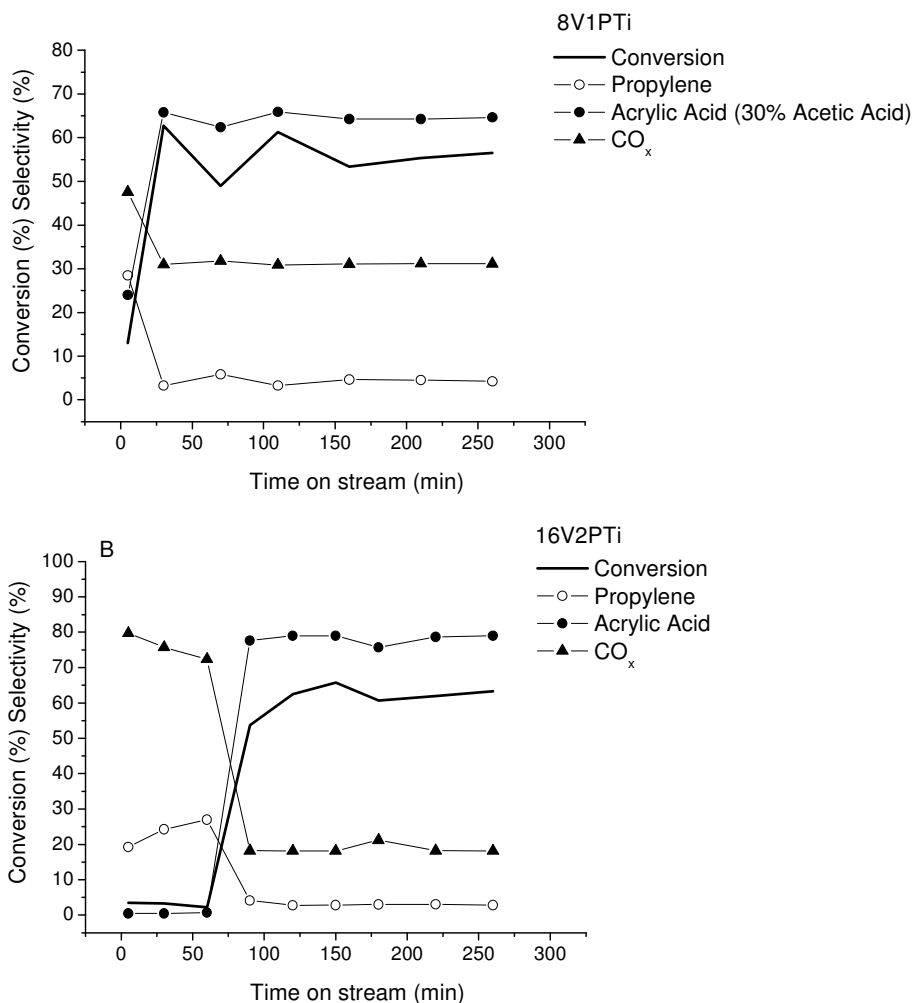 8V1PTi
Conversion
Propylene
Acrylic Acid (30% Acetic Acid)
COx
80
70
60
50
40
30
20
10
0
Conversion (%) Selectivity (%)
0 50 100 150 200 250 300
Time on stream (min)
B
16V2PTi
Conversion
Propylene
Acrylic Acid
COx
100
90
80
70
60
50
40
30
20
10
0
Conversion (%) Selectivity (%)
0 50 100 150 200 250 300
Time on stream (min)